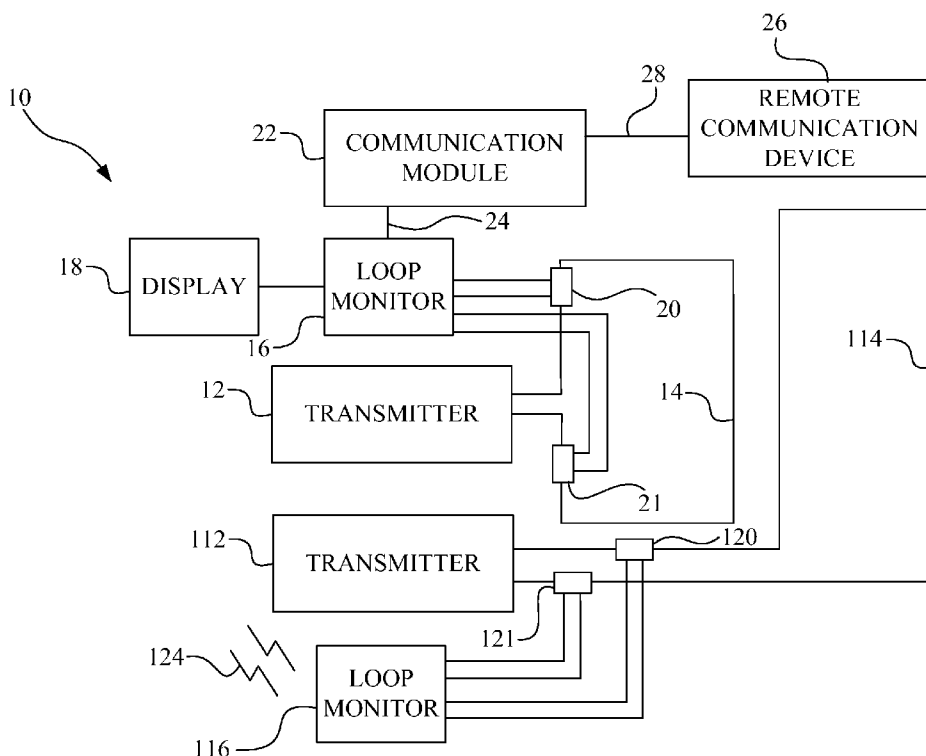 26
10
28
REMOTE
COMMUNICATION
DEVICE
22
COMMUNICATION
MODULE
24
18
DISPLAY
LOOP
MONITOR
20
16
114
12
TRANSMITTER
14
21
112
TRANSMITTER
120
121
124
LOOP
MONITOR
116